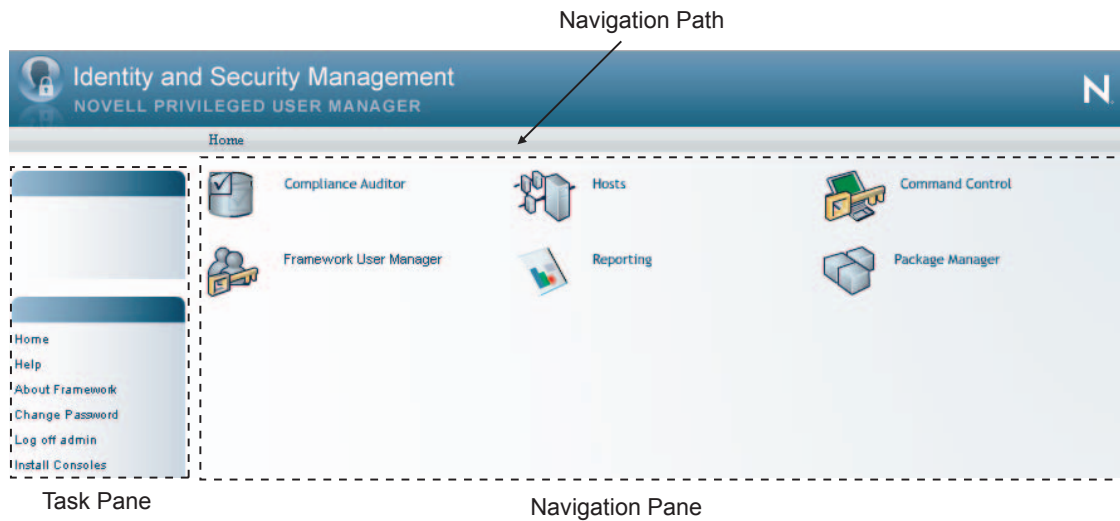 Navigation Path
Identity and Security Management
NOVELL PRIVILEGED USER MANAGER
N
Home
Compliance Auditor
Hosts
Command Control
Framework User Manager
Reporting
Package Manager
Home
Help
About Framework
Change Password
Log off admin
Install Consoles
Task Pane
Navigation Pane